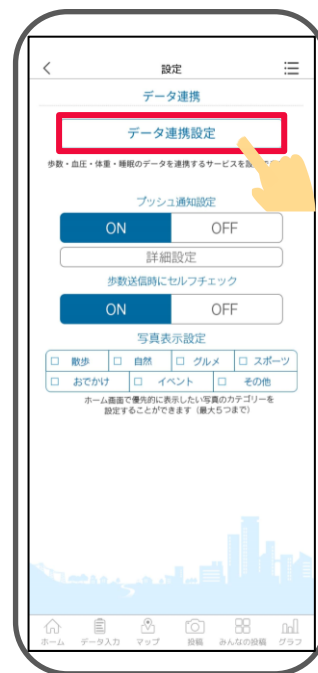 設定
データ連携
データ連携設定
歩数・血圧・体重・睡眠のデータを連携するサービスを設
プッシュ通知設定
ON OFF
詳細設定
歩数送信時にセルフチェック
ON OFF
写真表示設定
散歩 自然 グルメ スポーツ
おでかけ イベント その他
ホーム画面で優先的に表示したい写真のカテゴリーを
設定することができます（最大５つまで）
ホーム データ入力 マップ 投稿 みんなの投稿 グラフ